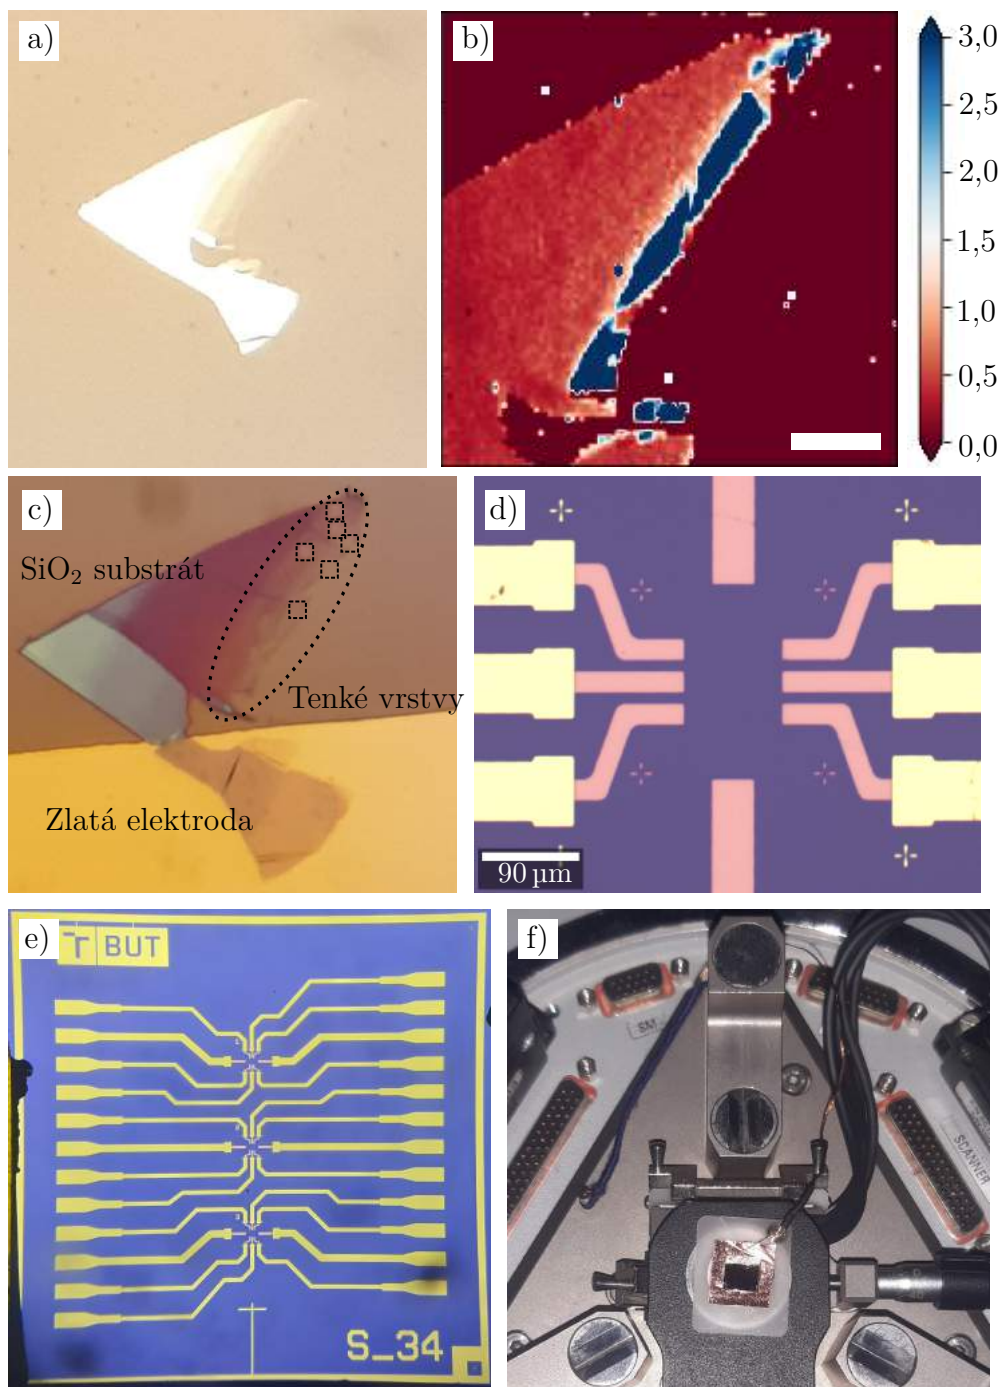 a)
b)
3,0
2,5
2,0
1,5
1,0
0,5
0,0
c)
SiO₂ substrát
Tenké vrstvy
Zlatá elektroda
d)
90 µm
e)
BUT
S_34
f)
SM
SCANNER